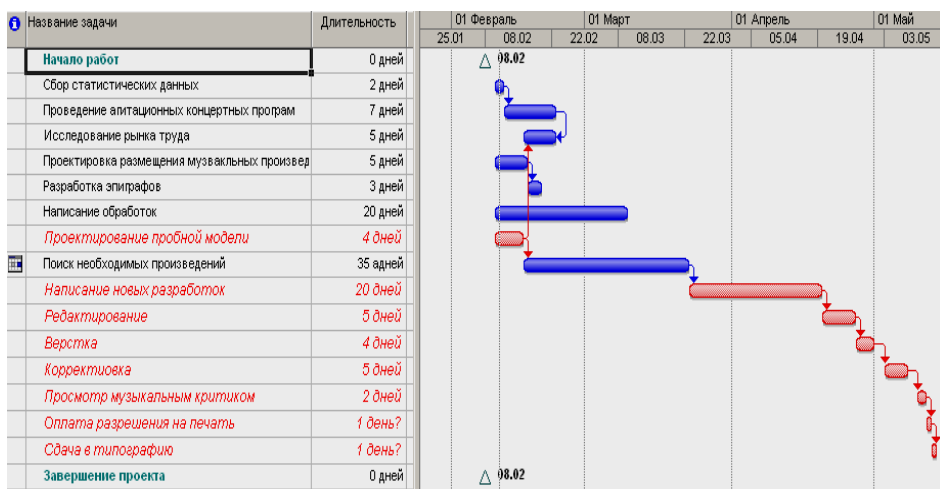 Название задачи Длительность 01 Февраль 01 Март 01 Апрель 01 Май
25.01 08.02 22.02 08.03 22.03 05.04 19.04 03.05
Начало работ 0 дней 08.02
Сбор статистических данных 2 дней
Проведение агитационных концертных програм 7 дней
Исследование рынка труда 5 дней
Проектировка размещения музвакльных произвед 5 дней
Разработка эпиграфов 3 дней
Написание обработок 20 дней
Проектирование пробной модели 4 дней
Поиск необходимых произведений 35 адней
Написание новых разработок 20 дней
Редактирование 5 дней
Верстка 4 дней
Корректиовка 5 дней
Просмотр музыкальным критиком 2 дней
Оплата разрешения на печать 1 день?
Сдача в типографию 1 день?
Завершение проекта 0 дней 08.02